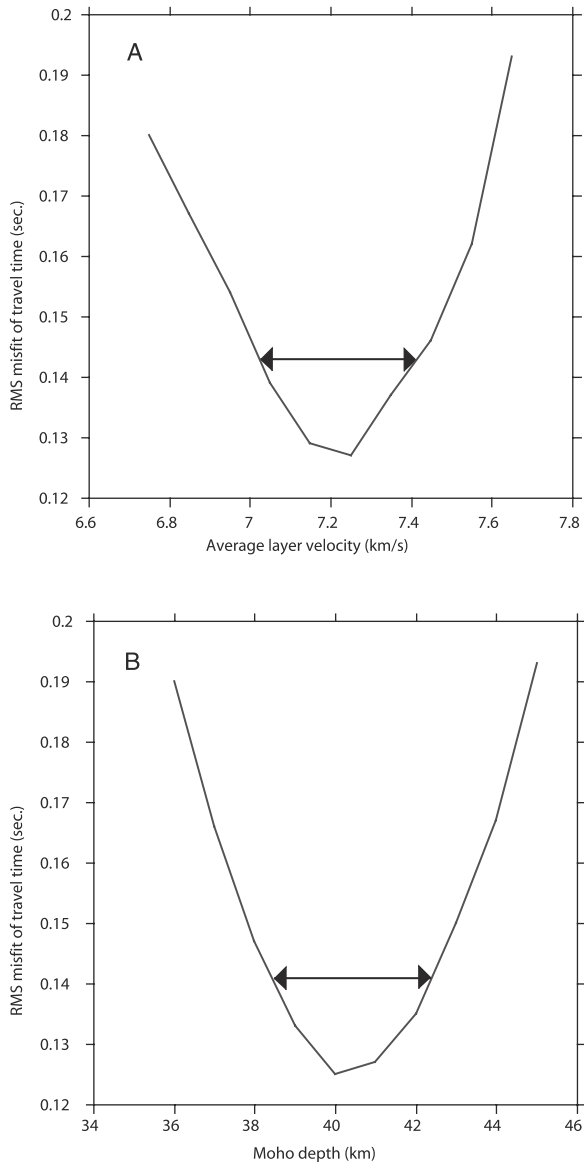 A
RMS misfit of travel time (sec.)
0.2
0.19
0.18
0.17
0.16
0.15
0.14
0.13
0.12
6.6 6.8 7 7.2 7.4 7.6 7.8
Average layer velocity (km/s)
B
RMS misfit of travel time (sec.)
0.2
0.19
0.18
0.17
0.16
0.15
0.14
0.13
0.12
34 36 38 40 42 44 46
Moho depth (km)